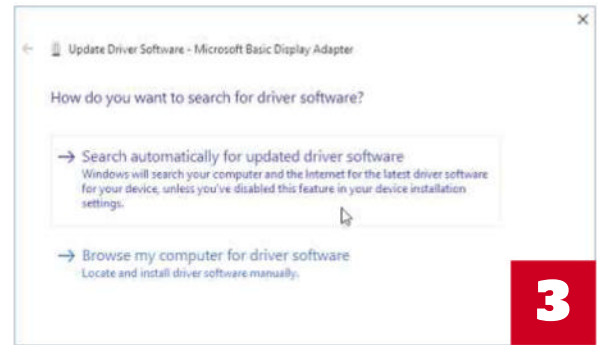 Update Driver Software - Microsoft Basic Display Adapter
How do you want to search for driver software?
→ Search automatically for updated driver software
Windows will search your computer and the Internet for the latest driver software
for your device, unless you've disabled this feature in your device installation
settings.
→ Browse my computer for driver software
Locate and install driver software manually.
3